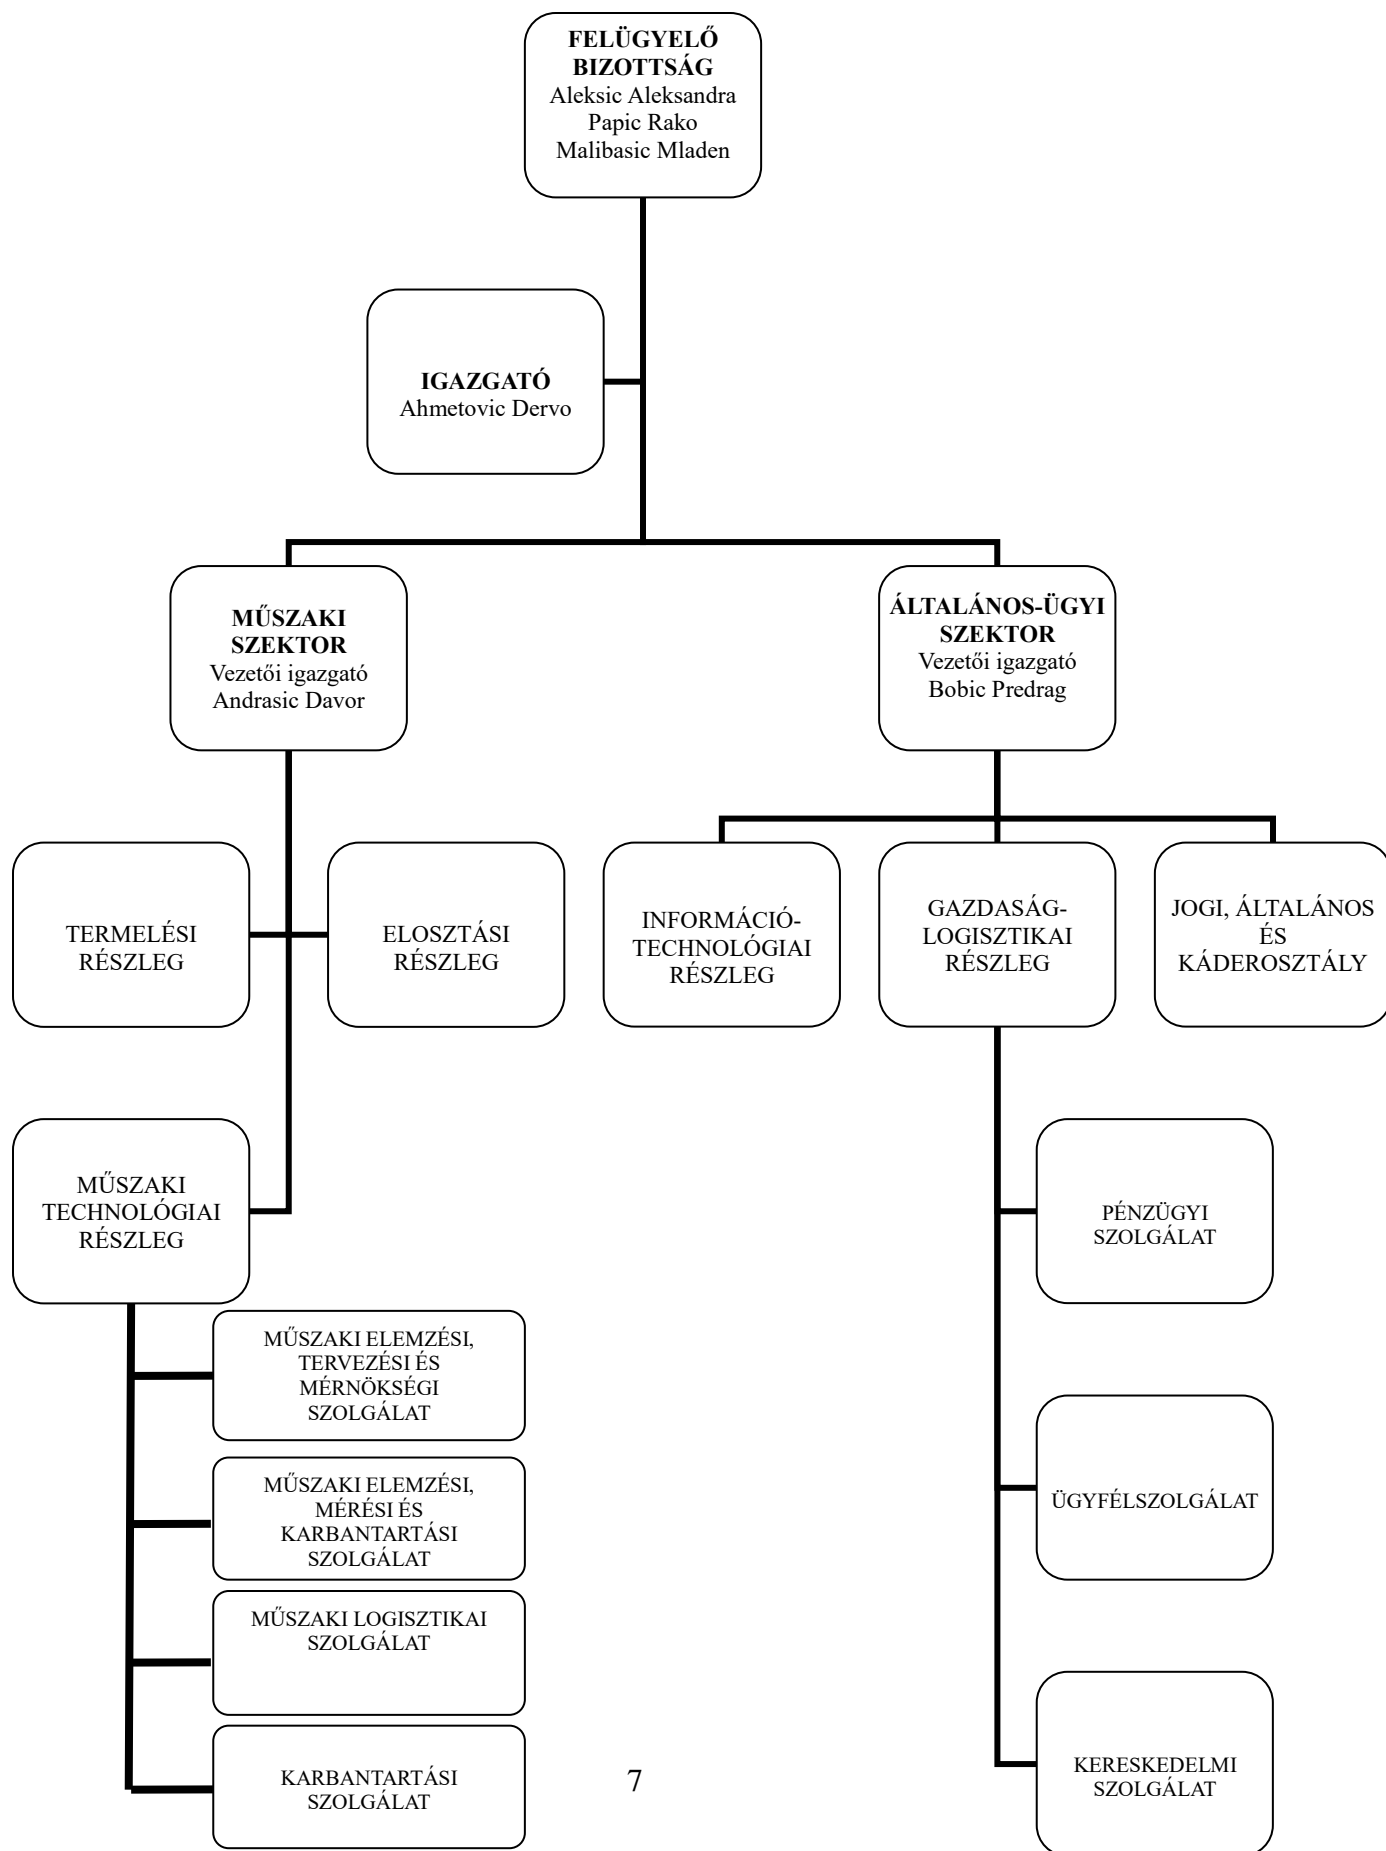 FELÜGYELŐ
BIZOTTSÁG
Aleksic Aleksandra
Papic Rako
Malibasic Mladen
IGAZGATÓ
Ahmetovic Dervo
MŰSZAKI
SZEKTOR
Vezetői igazgató
Andrasic Davor
ÁLTALÁNOS-ÜGYI
SZEKTOR
Vezetői igazgató
Bobic Predrag
TERMELÉSI
RÉSZLEG
ELOSZTÁSI
RÉSZLEG
INFORMÁCIÓ-
TECHNOLÓGIAI
RÉSZLEG
GAZDASÁG-
LOGISZTIKAI
RÉSZLEG
JOGI, ÁLTALÁNOS
ÉS
KÁDEROSZTÁLY
MŰSZAKI
TECHNOLÓGIAI
RÉSZLEG
PÉNZÜGYI
SZOLGÁLAT
MŰSZAKI ELEMZÉSI,
TERVEZÉSI ÉS
MÉRNÖKSÉGI
SZOLGÁLAT
MŰSZAKI ELEMZÉSI,
MÉRÉSI ÉS
KARBANTARTÁSI
SZOLGÁLAT
ÜGYFÉLSZOLGÁLAT
MŰSZAKI LOGISZTIKAI
SZOLGÁLAT
KARBANTARTÁSI
SZOLGÁLAT
KERESKEDELMI
SZOLGÁLAT
7